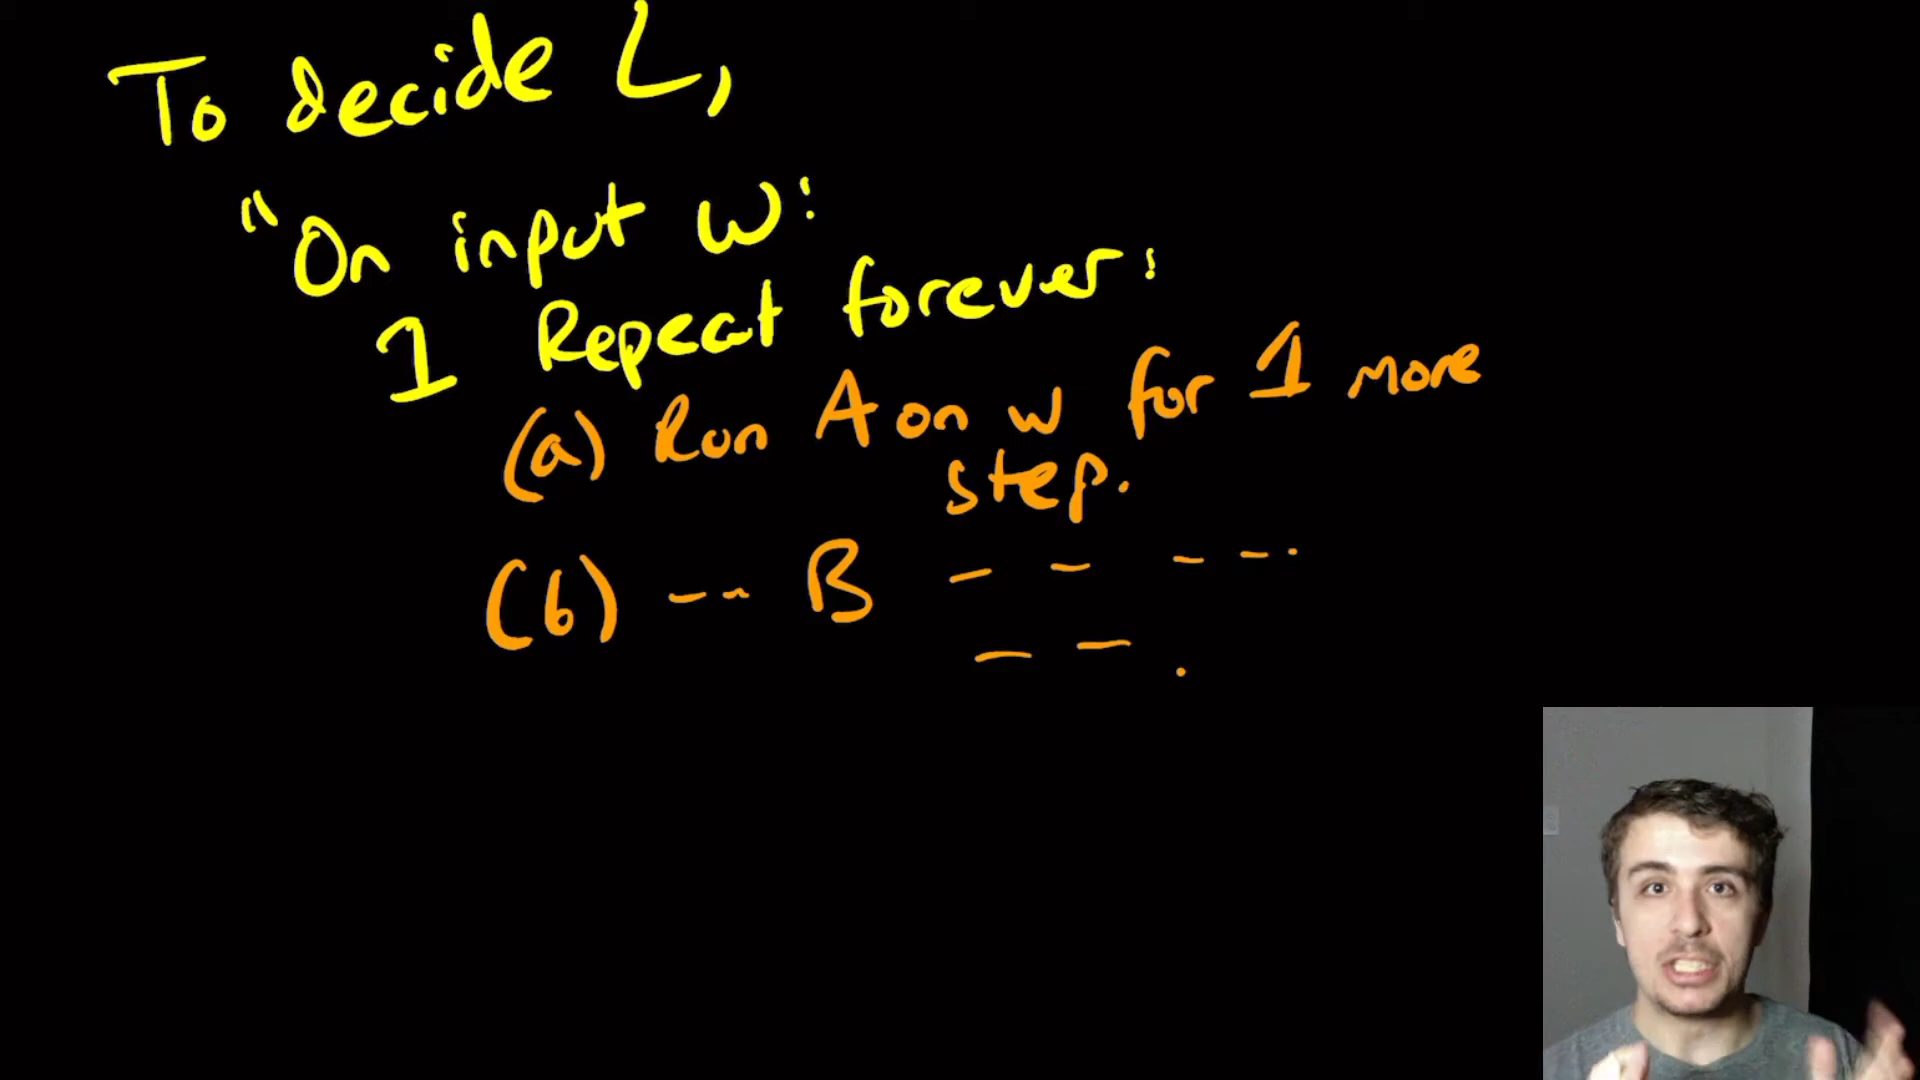 To decide L,
"On input w:
1 Repeat forever:
(a) Run A on w for 1 more
step.
(b) -- B - - - -.
- - .